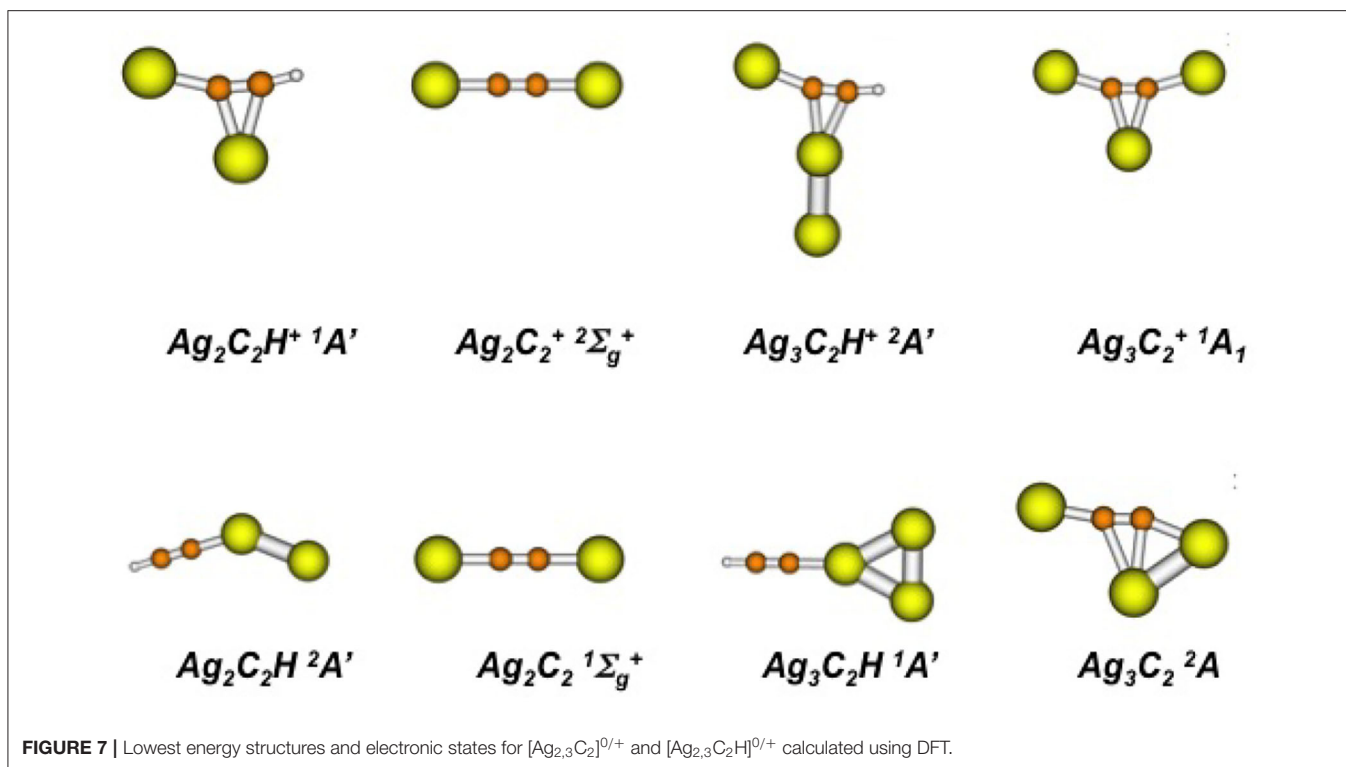 Ag₂C₂H⁺ ¹A’ Ag₂C₂⁺ ²Σg⁺ Ag₃C₂H⁺ ²A’ Ag₃C₂⁺ ¹A₁
Ag₂C₂H ²A’ Ag₂C₂ ¹Σg⁺ Ag₃C₂H ¹A’ Ag₃C₂ ²A
FIGURE 7 | Lowest energy structures and electronic states for [Ag₂,₃C₂]⁰/⁺ and [Ag₂,₃C₂H]⁰/⁺ calculated using DFT.